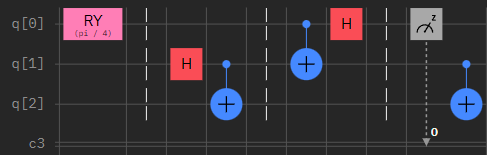 q[0] RY H z
(pi / 4)
q[1] H
q[2]
c3 0